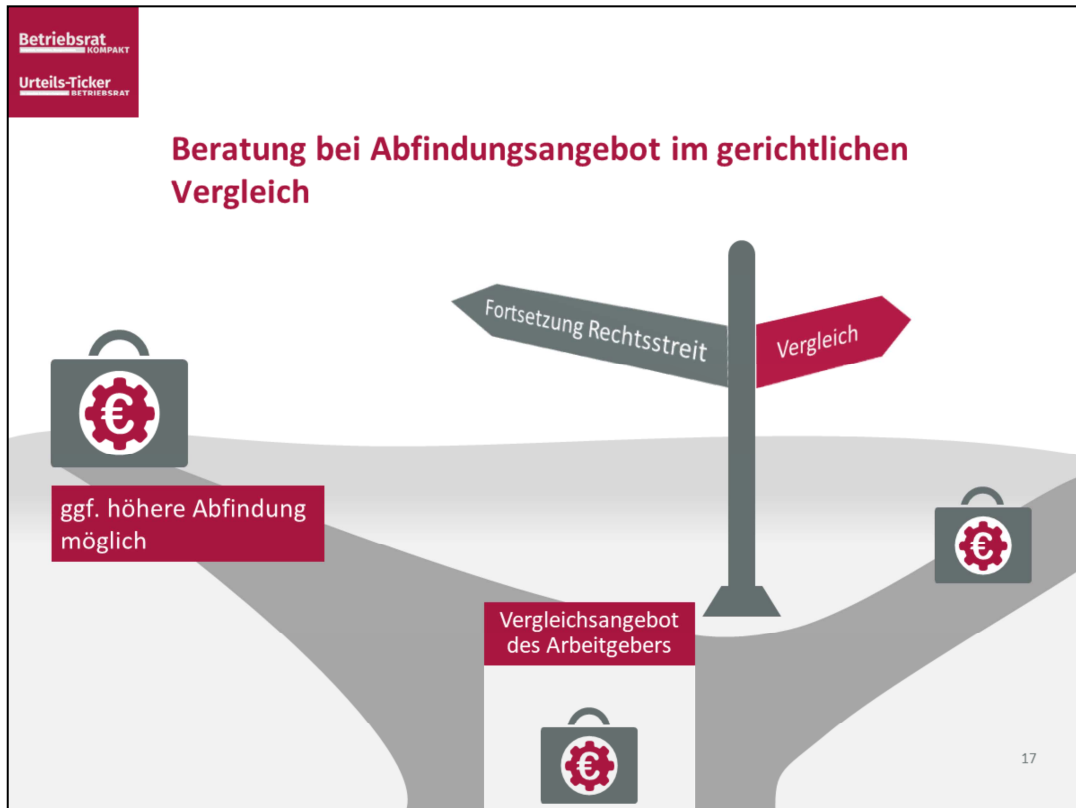 Betriebsrat
KOMPAKT
Urteils-Ticker
BETRIEBSRAT
Beratung bei Abfindungsangebot im gerichtlichen
Vergleich
Fortsetzung Rechtsstreit
Vergleich
€
ggf. höhere Abfindung
möglich
€
Vergleichsangebot
des Arbeitgebers
€
17